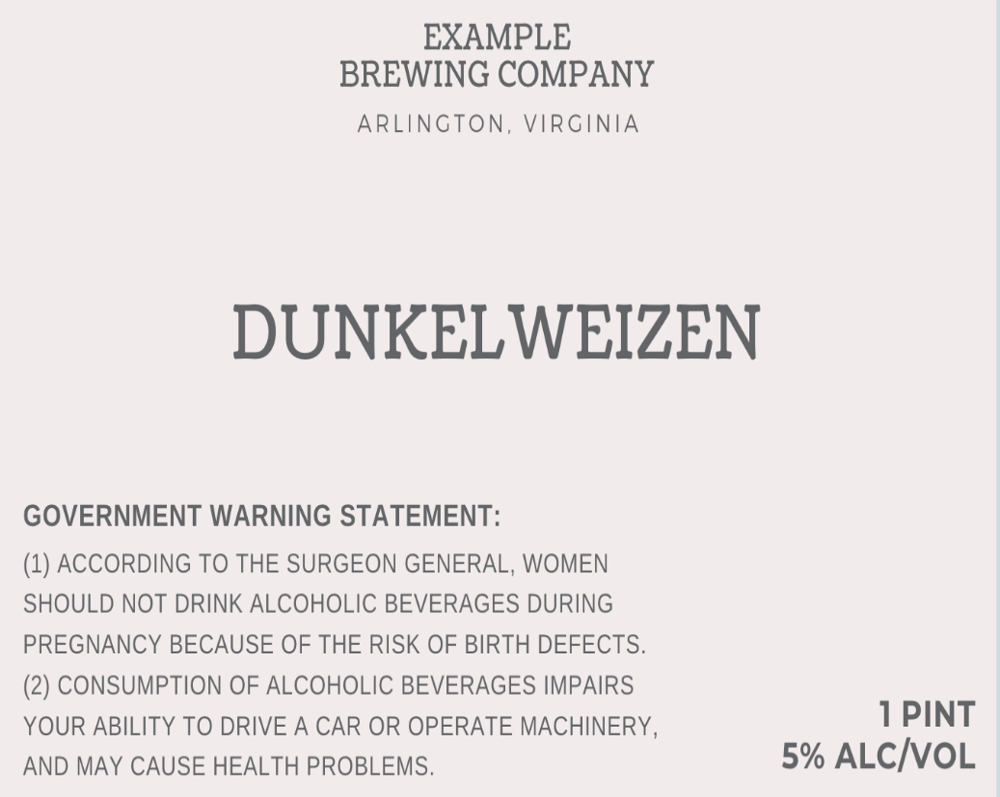 EXAMPLE
BREWING COMPANY
ARLINGTON, VIRGINIA
DUNKELWEIZEN
GOVERNMENT WARNING STATEMENT:
(1) ACCORDING TO THE SURGEON GENERAL, WOMEN
SHOULD NOT DRINK ALCOHOLIC BEVERAGES DURING
PREGNANCY BECAUSE OF THE RISK OF BIRTH DEFECTS.
(2) CONSUMPTION OF ALCOHOLIC BEVERAGES IMPAIRS
YOUR ABILITY TO DRIVE A CAR OR OPERATE MACHINERY,
AND MAY CAUSE HEALTH PROBLEMS.
1 PINT
5% ALC/VOL